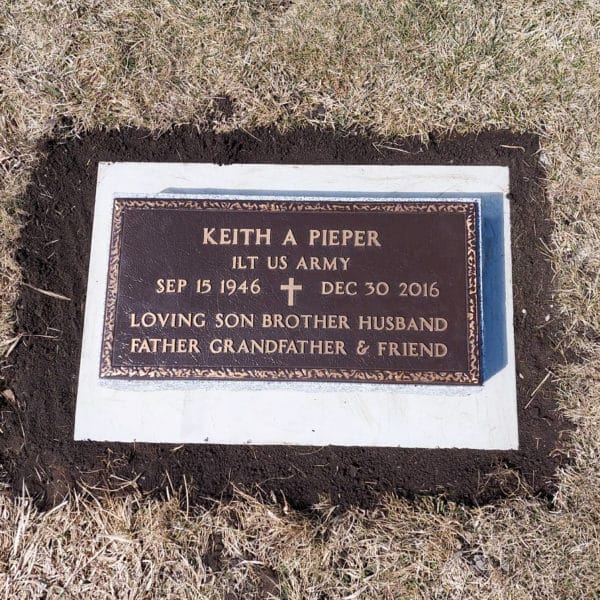 KEITH A PIEPER
1LT US ARMY
SEP 15 1946 ✝ DEC 30 2016
LOVING SON BROTHER HUSBAND
FATHER GRANDFATHER & FRIEND